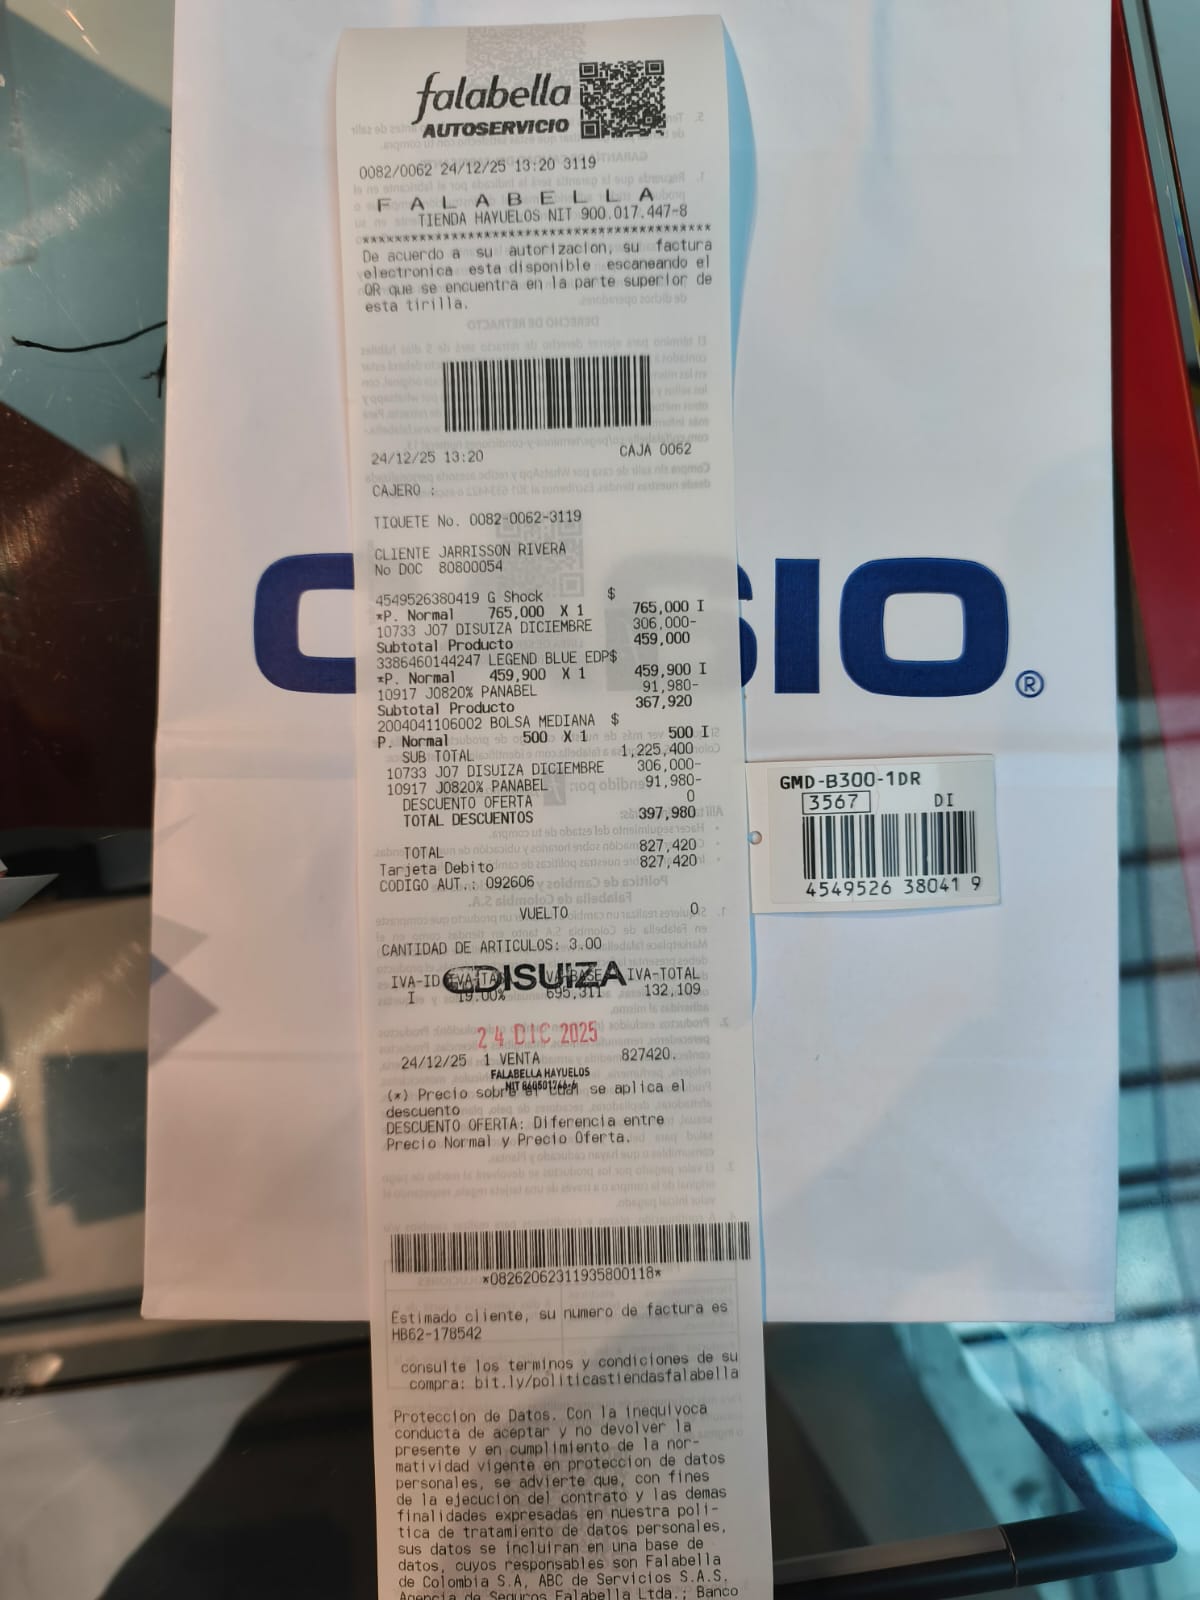 falabella
AUTOSERVICIO
0082/0062 24/12/25 13:20 3119
F A L A B E L L A
TIENDA HAYUELOS NIT 900.017.447-8
****************************************
De acuerdo a su autorizacion, su factura
electronica esta disponible escaneando el
QR que se encuentra en la parte superior de
esta tirilla.
24/12/25 13:20 CAJA 0062
CAJERO :
TIQUETE No. 0082-0062-3119
CLIENTE JARRISSON RIVERA
No DOC 80800054
4549526380419 G Shock $
*P. Normal 765,000 X 1 765,000 I
10733 J07 DISUIZA DICIEMBRE 306,000-
Subtotal Producto 459,000
3386460144247 LEGEND BLUE EDP$
*P. Normal 459,900 X 1 459,900 I
10917 J0820% PANABEL 91,980-
Subtotal Producto 367,920
2004041106002 BOLSA MEDIANA $
P. Normal 500 X 1 500 I
SUB TOTAL 1,225,400
10733 J07 DISUIZA DICIEMBRE 306,000-
10917 J0820% PANABEL 91,980-
DESCUENTO OFERTA 0
TOTAL DESCUENTOS 397,980
TOTAL 827,420
Tarjeta Debito 827,420
CODIGO AUT.: 092606
VUELTO 0
CANTIDAD DE ARTICULOS: 3.00
IVA-ID IVA-TASA IVA-BASE IVA-TOTAL
I 19.00% 695,311 132,109
DISUIZA
24 DIC 2025
24/12/25 1 VENTA 827420.
FALABELLA HAYUELOS
(*) Precio sobre el cual se aplica el
descuento
DESCUENTO OFERTA: Diferencia entre
Precio Normal y Precio Oferta.
*08262062311935800118*
Estimado cliente, su numero de factura es
HB62-178542
consulte los terminos y condiciones de su
compra: bit.ly/politicastiendasfalabella
Proteccion de Datos. Con la inequivoca
conducta de aceptar y no devolver la
presente y en cumplimiento de la nor-
matividad vigente en proteccion de datos
personales, se advierte que, con fines
de la ejecucion del contrato y las demas
finalidades expresadas en nuestra poli-
tica de tratamiento de datos personales,
sus datos se incluiran en una base de
datos, cuyos responsables son Falabella
de Colombia S.A, ABC de Servicios S.A.S.
Agencia de Seguros Falabella Ltda., Banco
CASIO®
GMD-B300-1DR
3567 DI
4549526 38041 9